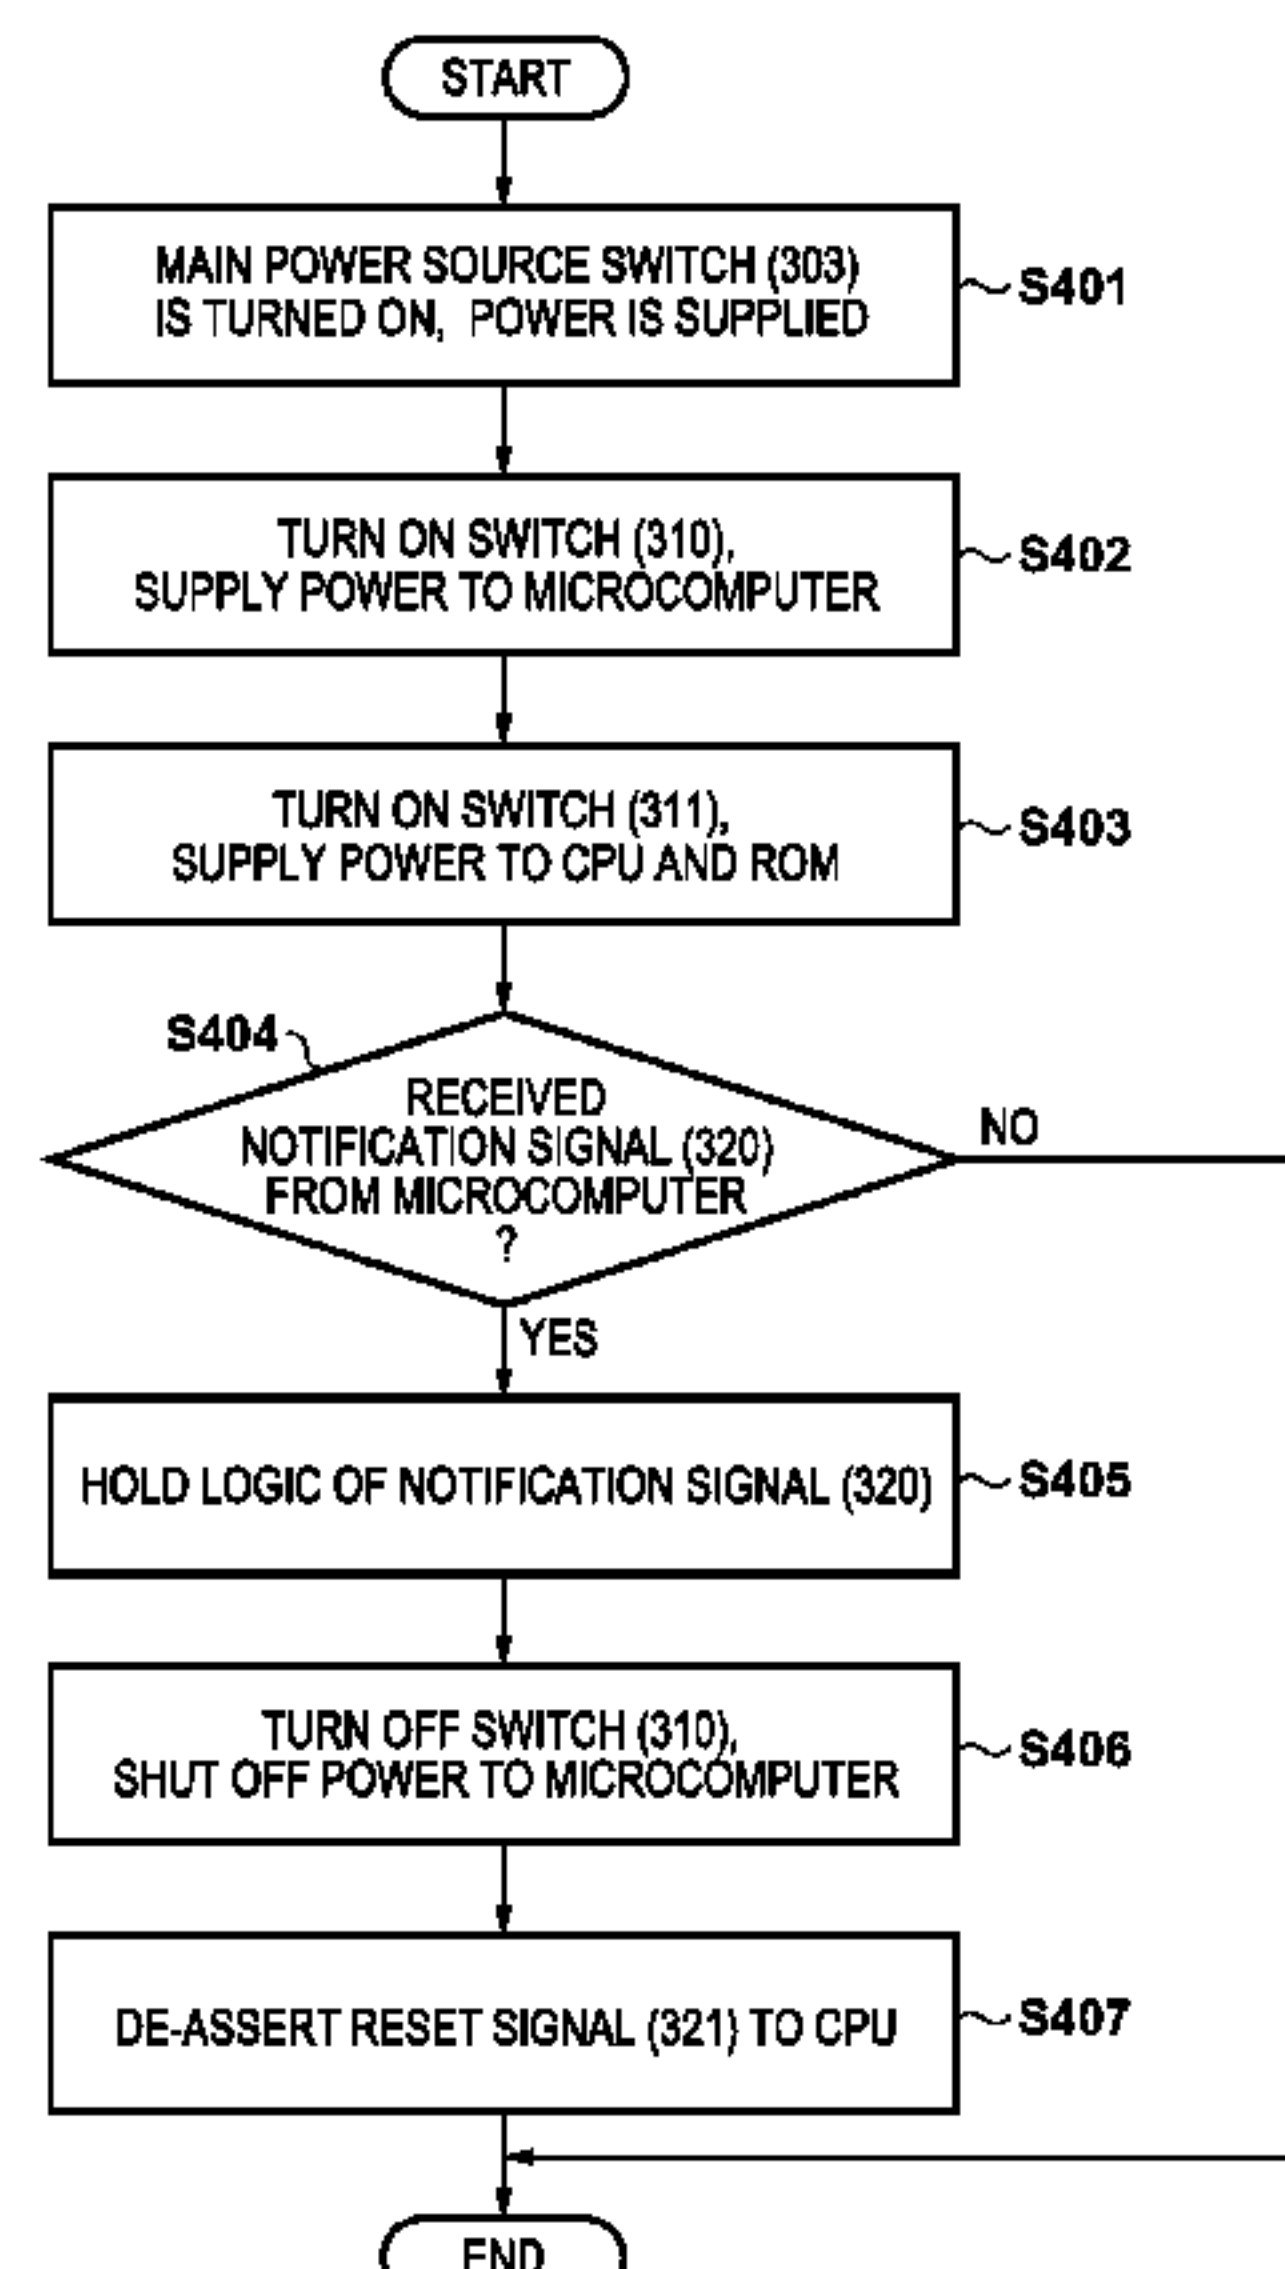 START
MAIN POWER SOURCE SWITCH (303)
IS TURNED ON, POWER IS SUPPLIED
S401
TURN ON SWITCH (310),
SUPPLY POWER TO MICROCOMPUTER
S402
TURN ON SWITCH (311),
SUPPLY POWER TO CPU AND ROM
S403
S404
RECEIVED
NOTIFICATION SIGNAL (320)
FROM MICROCOMPUTER
?
NO
YES
HOLD LOGIC OF NOTIFICATION SIGNAL (320)
S405
TURN OFF SWITCH (310),
SHUT OFF POWER TO MICROCOMPUTER
S406
DE-ASSERT RESET SIGNAL (321) TO CPU
S407
END